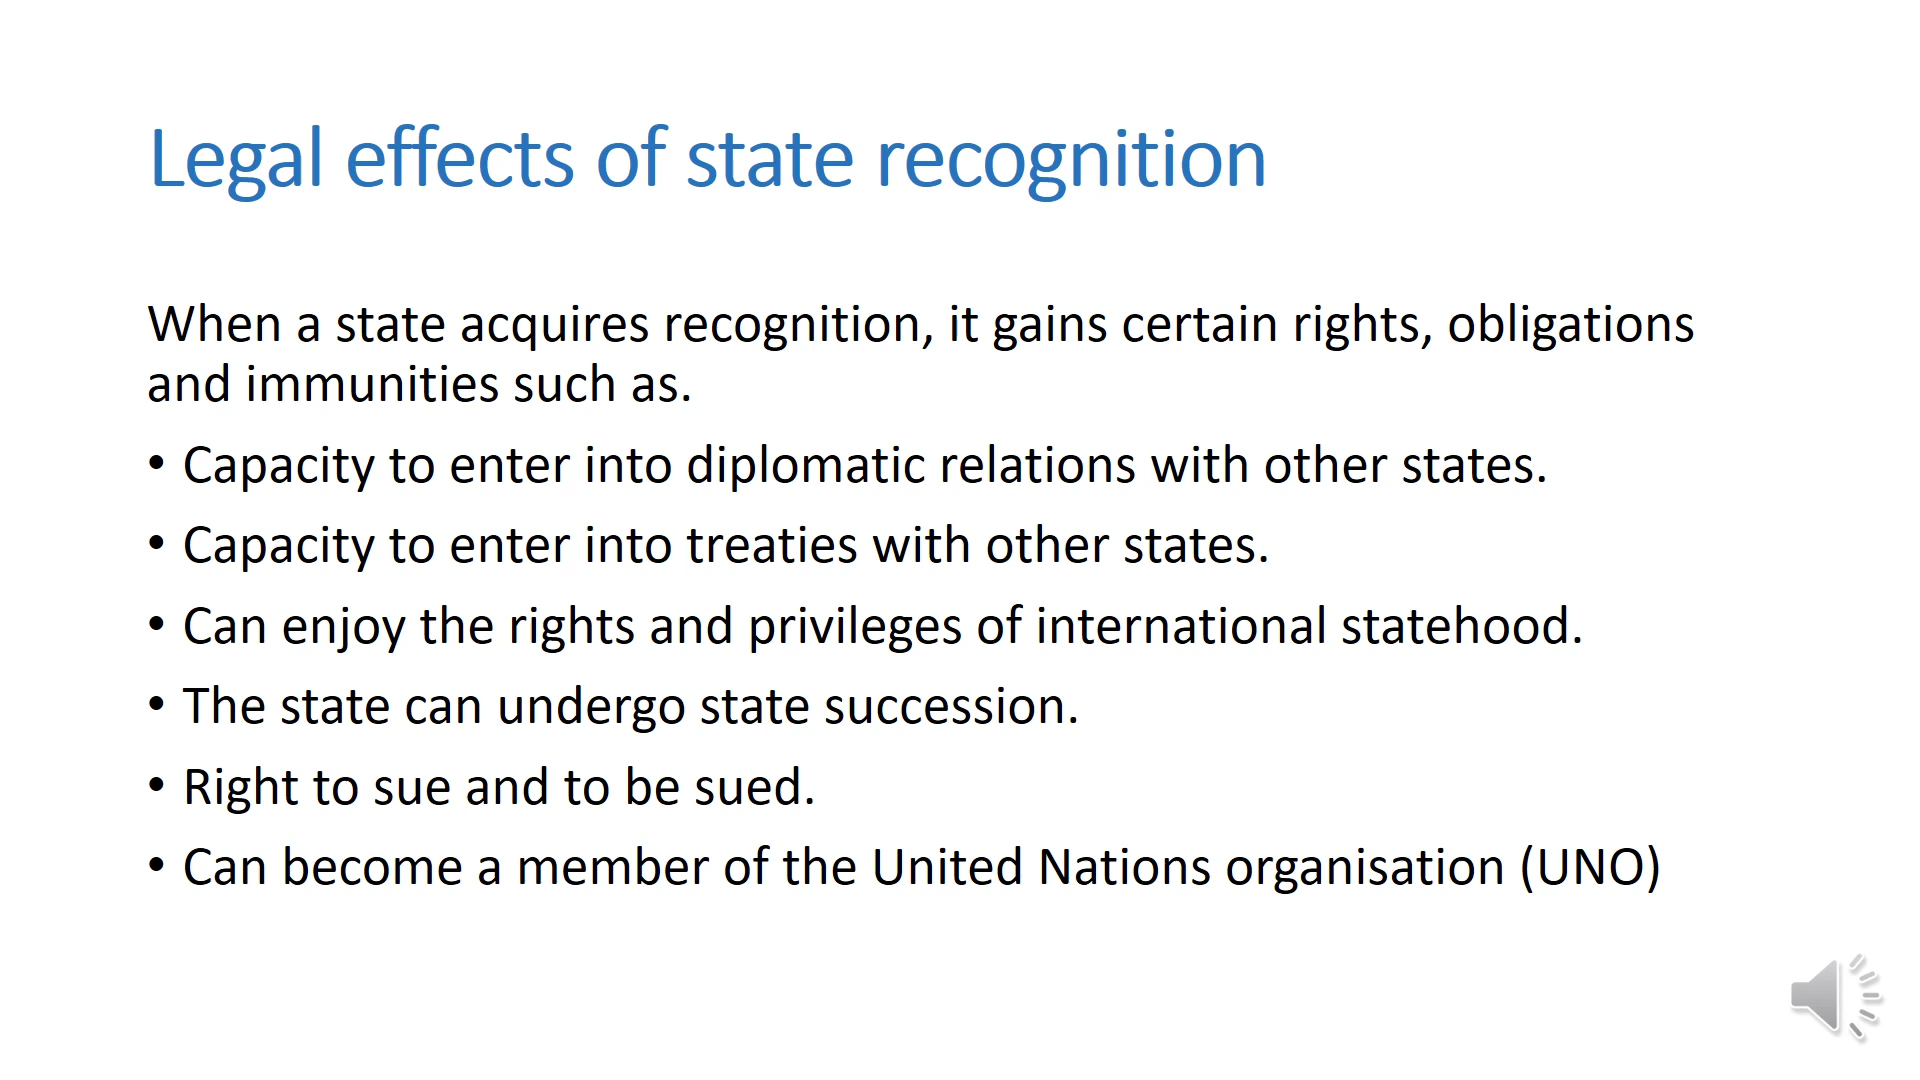 Legal effects of state recognition
When a state acquires recognition, it gains certain rights, obligations
and immunities such as.
• Capacity to enter into diplomatic relations with other states.
• Capacity to enter into treaties with other states.
• Can enjoy the rights and privileges of international statehood.
• The state can undergo state succession.
• Right to sue and to be sued.
• Can become a member of the United Nations organisation (UNO)